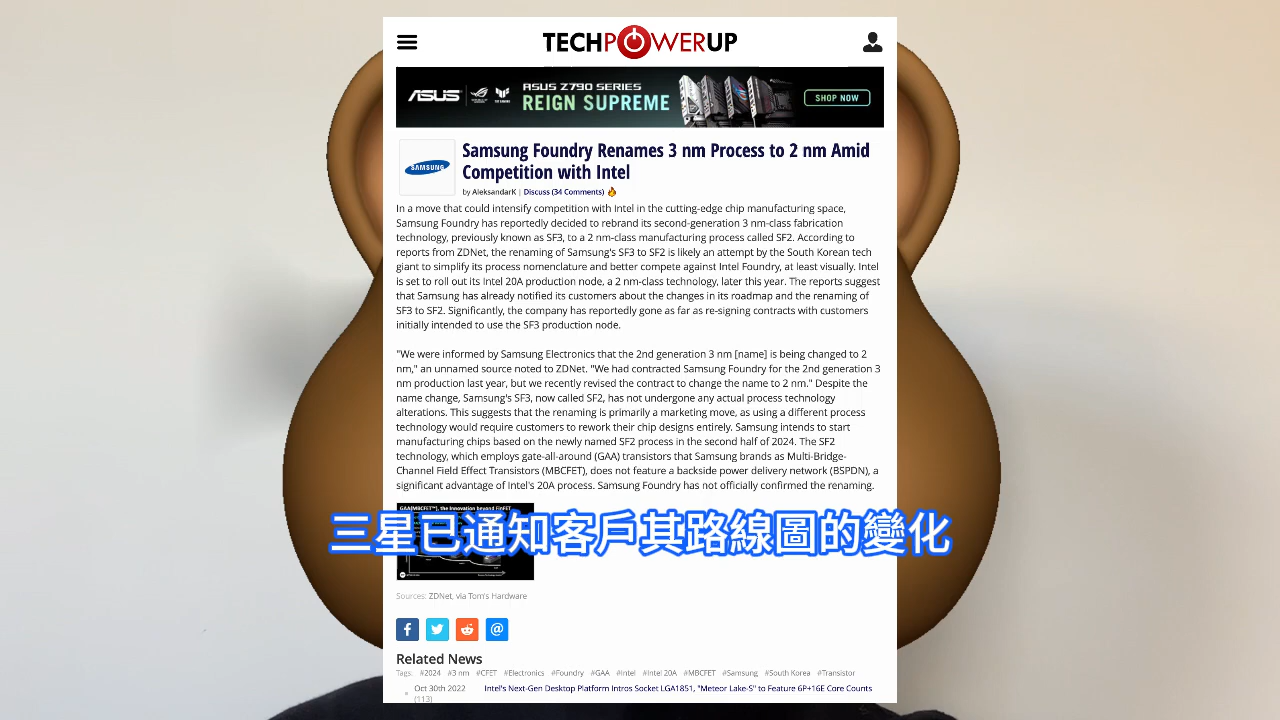 TECHPOWERUP
ASUS
ASUS Z790 SERIES
REIGN SUPREME
SHOP NOW
SAMSUNG
Samsung Foundry Renames 3 nm Process to 2 nm Amid
Competition with Intel
by AleksandarK | Discuss (34 Comments)
In a move that could intensify competition with Intel in the cutting-edge chip manufacturing space,
Samsung Foundry has reportedly decided to rebrand its second-generation 3 nm-class fabrication
technology, previously known as SF3, to a 2 nm-class manufacturing process called SF2. According to
reports from ZDNet, the renaming of Samsung's SF3 to SF2 is likely an attempt by the South Korean tech
giant to simplify its process nomenclature and better compete against Intel Foundry, at least visually. Intel
is set to roll out its Intel 20A production node, a 2 nm-class technology, later this year. The reports suggest
that Samsung has already notified its customers about the changes in its roadmap and the renaming of
SF3 to SF2. Significantly, the company has reportedly gone as far as re-signing contracts with customers
initially intended to use the SF3 production node.
"We were informed by Samsung Electronics that the 2nd generation 3 nm [name] is being changed to 2
nm," an unnamed source noted to ZDNet. "We had contracted Samsung Foundry for the 2nd generation 3
nm production last year, but we recently revised the contract to change the name to 2 nm." Despite the
name change, Samsung's SF3, now called SF2, has not undergone any actual process technology
alterations. This suggests that the renaming is primarily a marketing move, as using a different process
technology would require customers to rework their chip designs entirely. Samsung intends to start
manufacturing chips based on the newly named SF2 process in the second half of 2024. The SF2
technology, which employs gate-all-around (GAA) transistors that Samsung brands as Multi-Bridge-
Channel Field Effect Transistors (MBCFET), does not feature a backside power delivery network (BSPDN), a
significant advantage of Intel's 20A process. Samsung Foundry has not officially confirmed the renaming.
GAA(MBCFET™), the Innovation beyond FinFET
三星已通知客戶其路線圖的變化
Sources: ZDNet, via Tom's Hardware
Related News
Tags: #2024 #3 nm #CFET #Electronics #Foundry #GAA #Intel #Intel 20A #MBCFET #Samsung #South Korea #Transistor
Oct 30th 2022 Intel's Next-Gen Desktop Platform Intros Socket LGA1851, "Meteor Lake-S" to Feature 6P+16E Core Counts
(113)